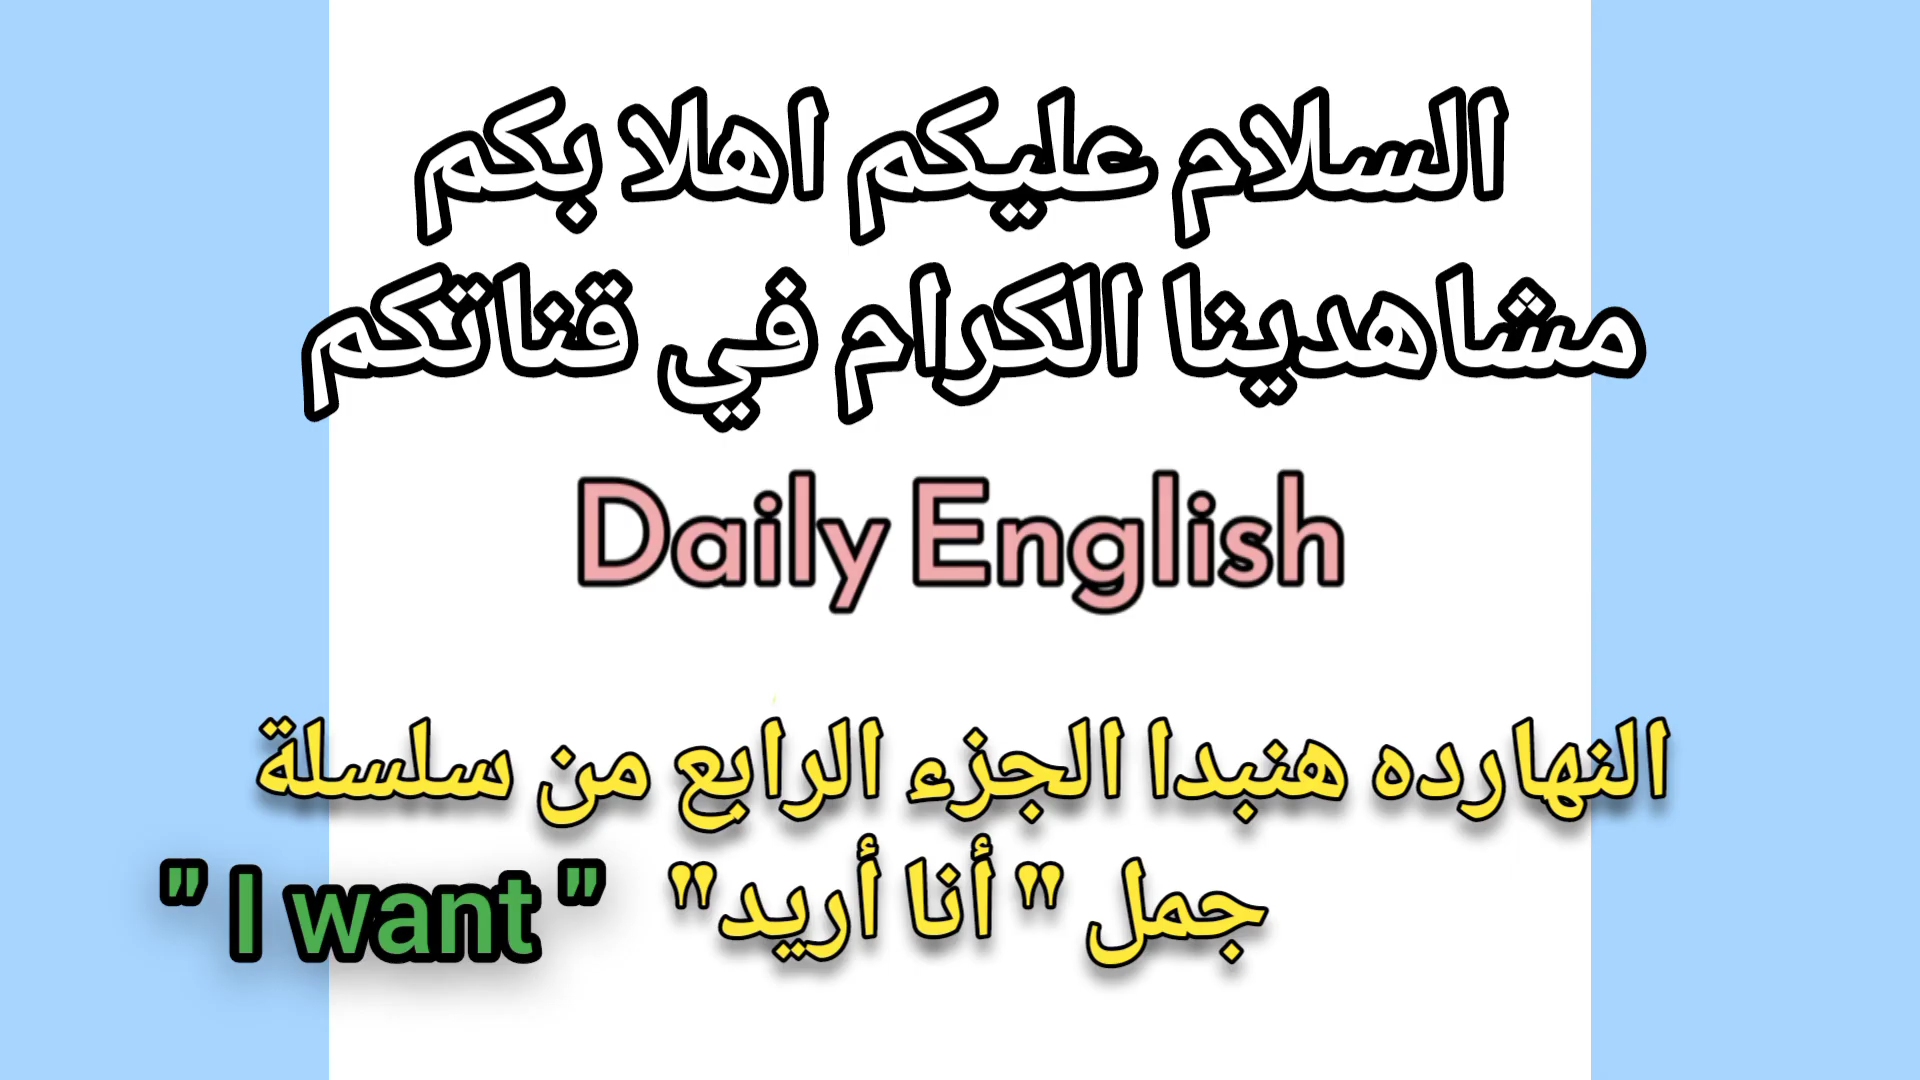 السلام عليكم اهلا بكم
مشاهدينا الكرام في قناتكم
Daily English
النهارده هنبدا الجزء الرابع من سلسلة
جمل " أنا أريد" " I want "